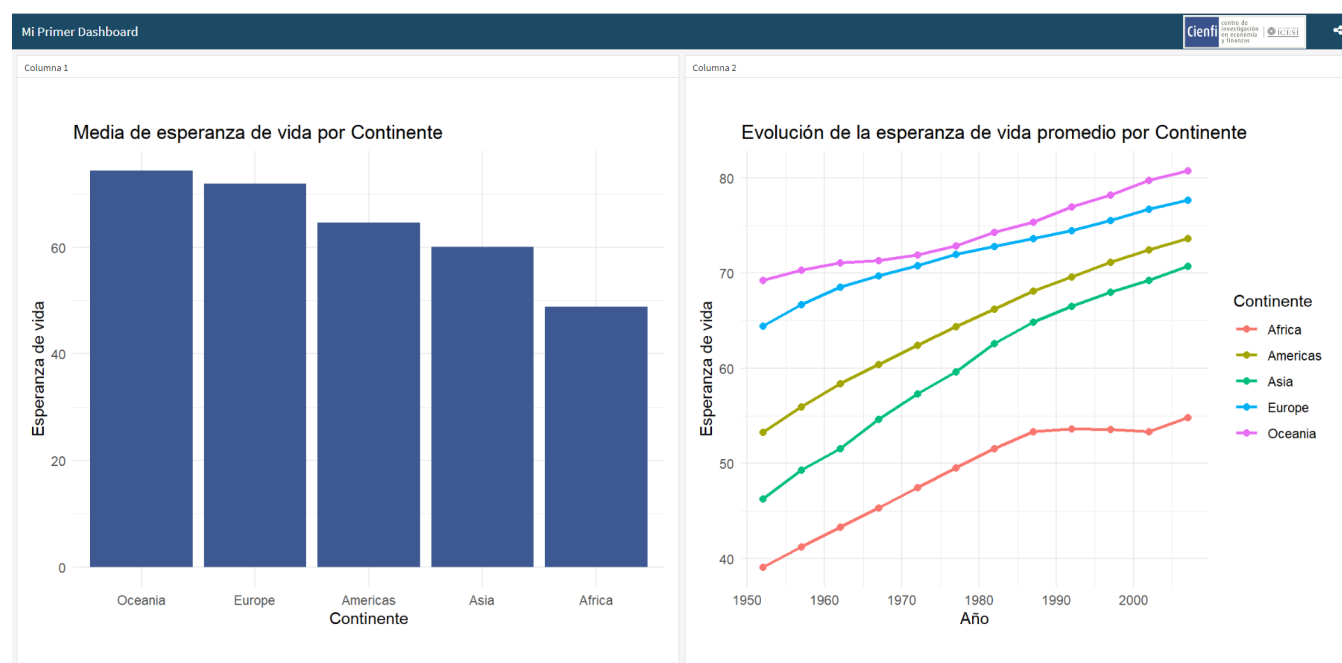 Mi Primer Dashboard
Cienfi
centro de
investigación
en economía
y finanzas
ICESI
Columna 1
Media de esperanza de vida por Continente
Esperanza de vida
60
40
20
0
Oceania Europe Americas Asia Africa
Continente
Columna 2
Evolución de la esperanza de vida promedio por Continente
Esperanza de vida
80
70
60
50
40
1950 1960 1970 1980 1990 2000
Año
Continente
Africa
Americas
Asia
Europe
Oceania